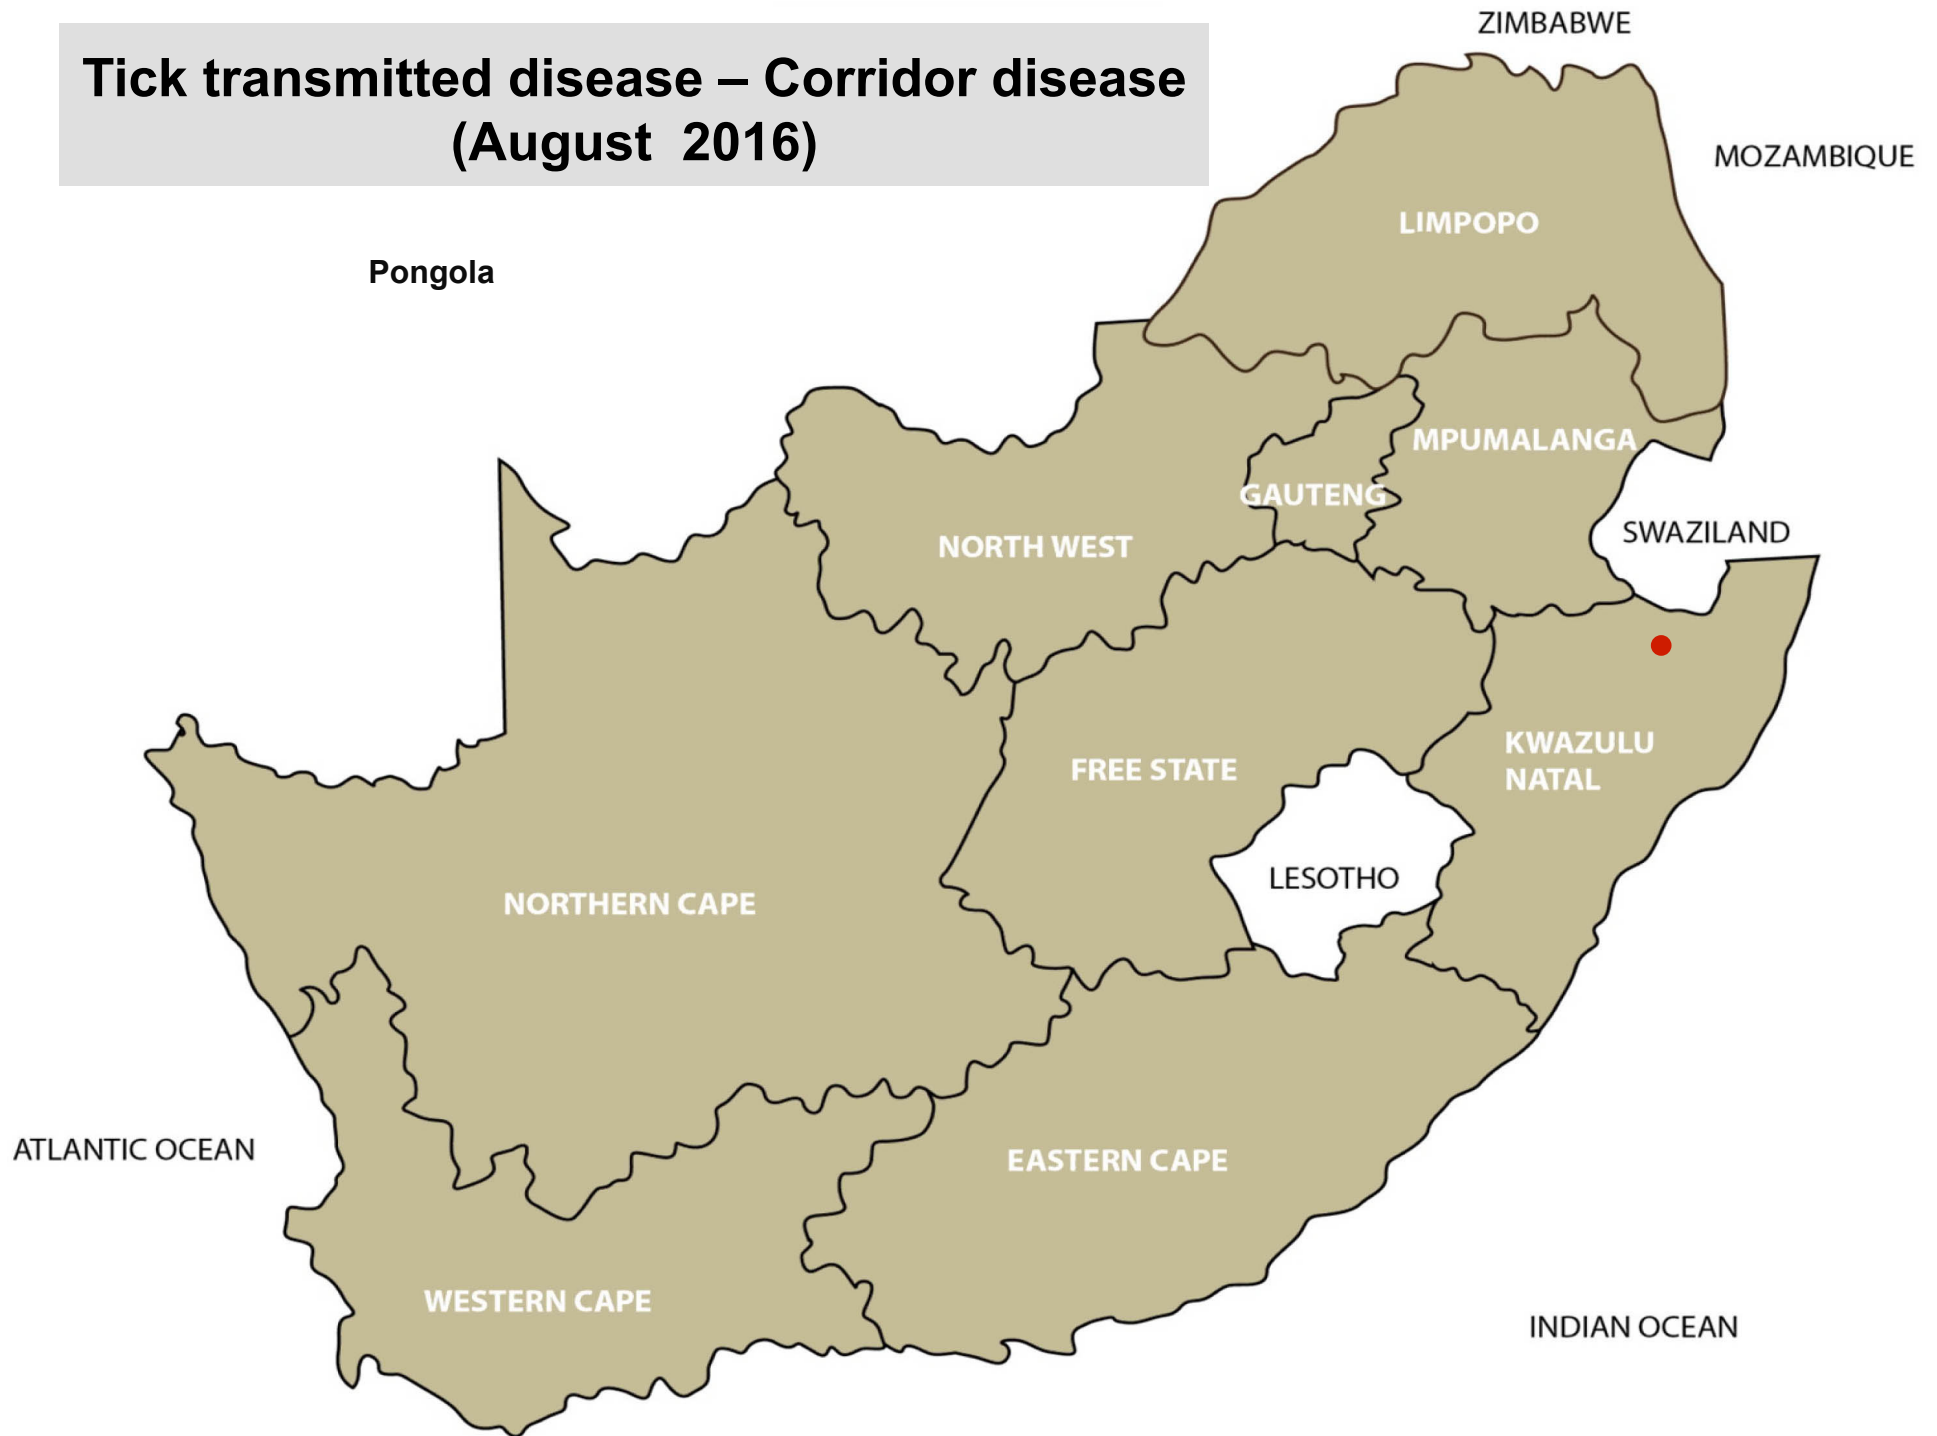 Tick transmitted disease – Corridor disease
(August  2016)
Pongola
ZIMBABWE
MOZAMBIQUE
LIMPOPO
MPUMALANGA
GAUTENG
NORTH WEST
SWAZILAND
KWAZULU
NATAL
FREE STATE
LESOTHO
NORTHERN CAPE
ATLANTIC OCEAN
EASTERN CAPE
WESTERN CAPE
INDIAN OCEAN